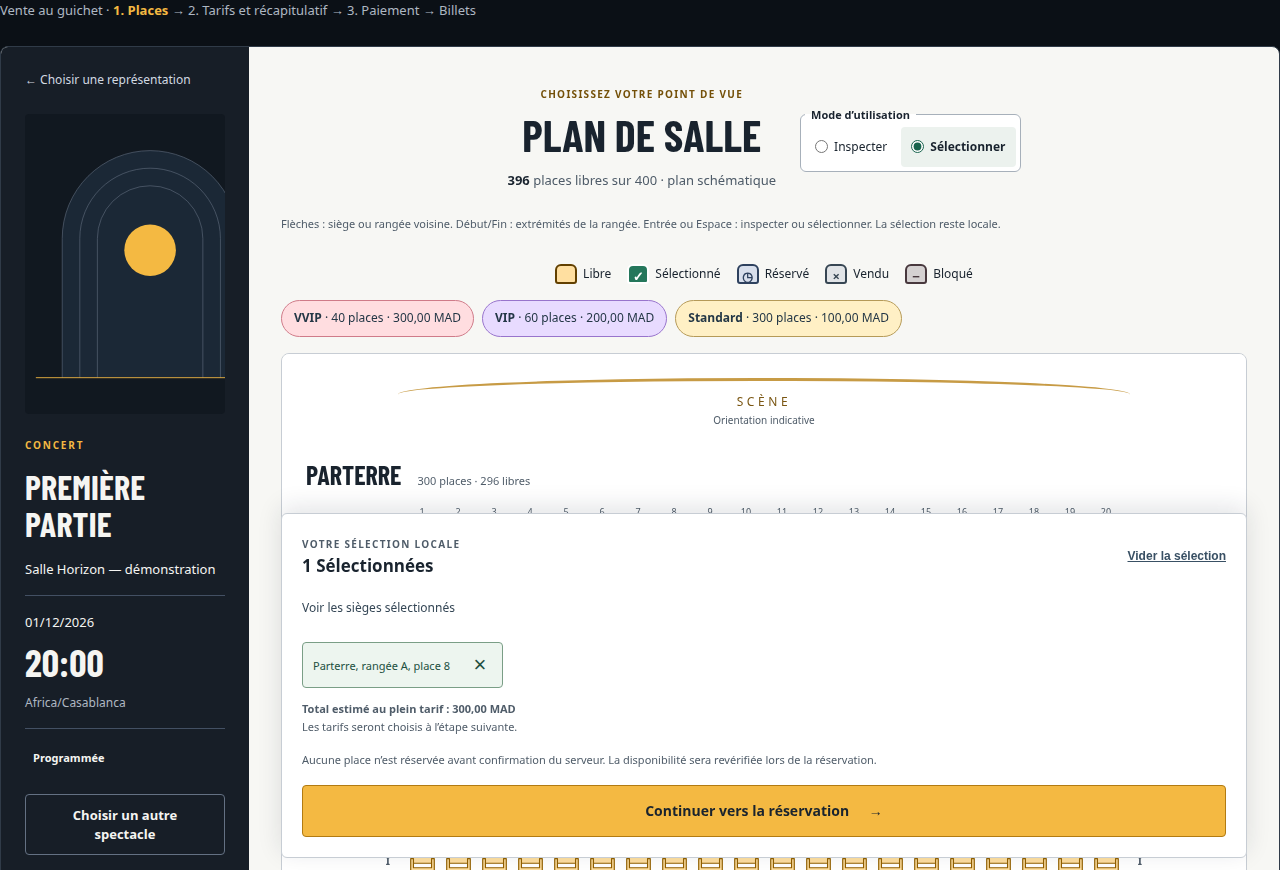 Vente au guichet · 1. Places → 2. Tarifs et récapitulatif → 3. Paiement → Billets
← Choisir une représentation
CONCERT
PREMIÈRE
PARTIE
Salle Horizon — démonstration
01/12/2026
20:00
Africa/Casablanca
Programmée
Choisir un autre
spectacle
CHOISISSEZ VOTRE POINT DE VUE
PLAN DE SALLE
396 places libres sur 400 · plan schématique
Mode d’utilisation
Inspecter
Sélectionner
Flèches : siège ou rangée voisine. Début/Fin : extrémités de la rangée. Entrée ou Espace : inspecter ou sélectionner. La sélection reste locale.
Libre
✓ Sélectionné
Réservé
× Vendu
– Bloqué
VVIP · 40 places · 300,00 MAD
VIP · 60 places · 200,00 MAD
Standard · 300 places · 100,00 MAD
SCÈNE
Orientation indicative
PARTERRE 300 places · 296 libres
1 2 3 4 5 6 7 8 9 10 11 12 13 14 15 16 17 18 19 20
VOTRE SÉLECTION LOCALE
1 Sélectionnées
Vider la sélection
Voir les sièges sélectionnés
Parterre, rangée A, place 8 ✕
Total estimé au plein tarif : 300,00 MAD
Les tarifs seront choisis à l’étape suivante.
Aucune place n’est réservée avant confirmation du serveur. La disponibilité sera revérifiée lors de la réservation.
Continuer vers la réservation →